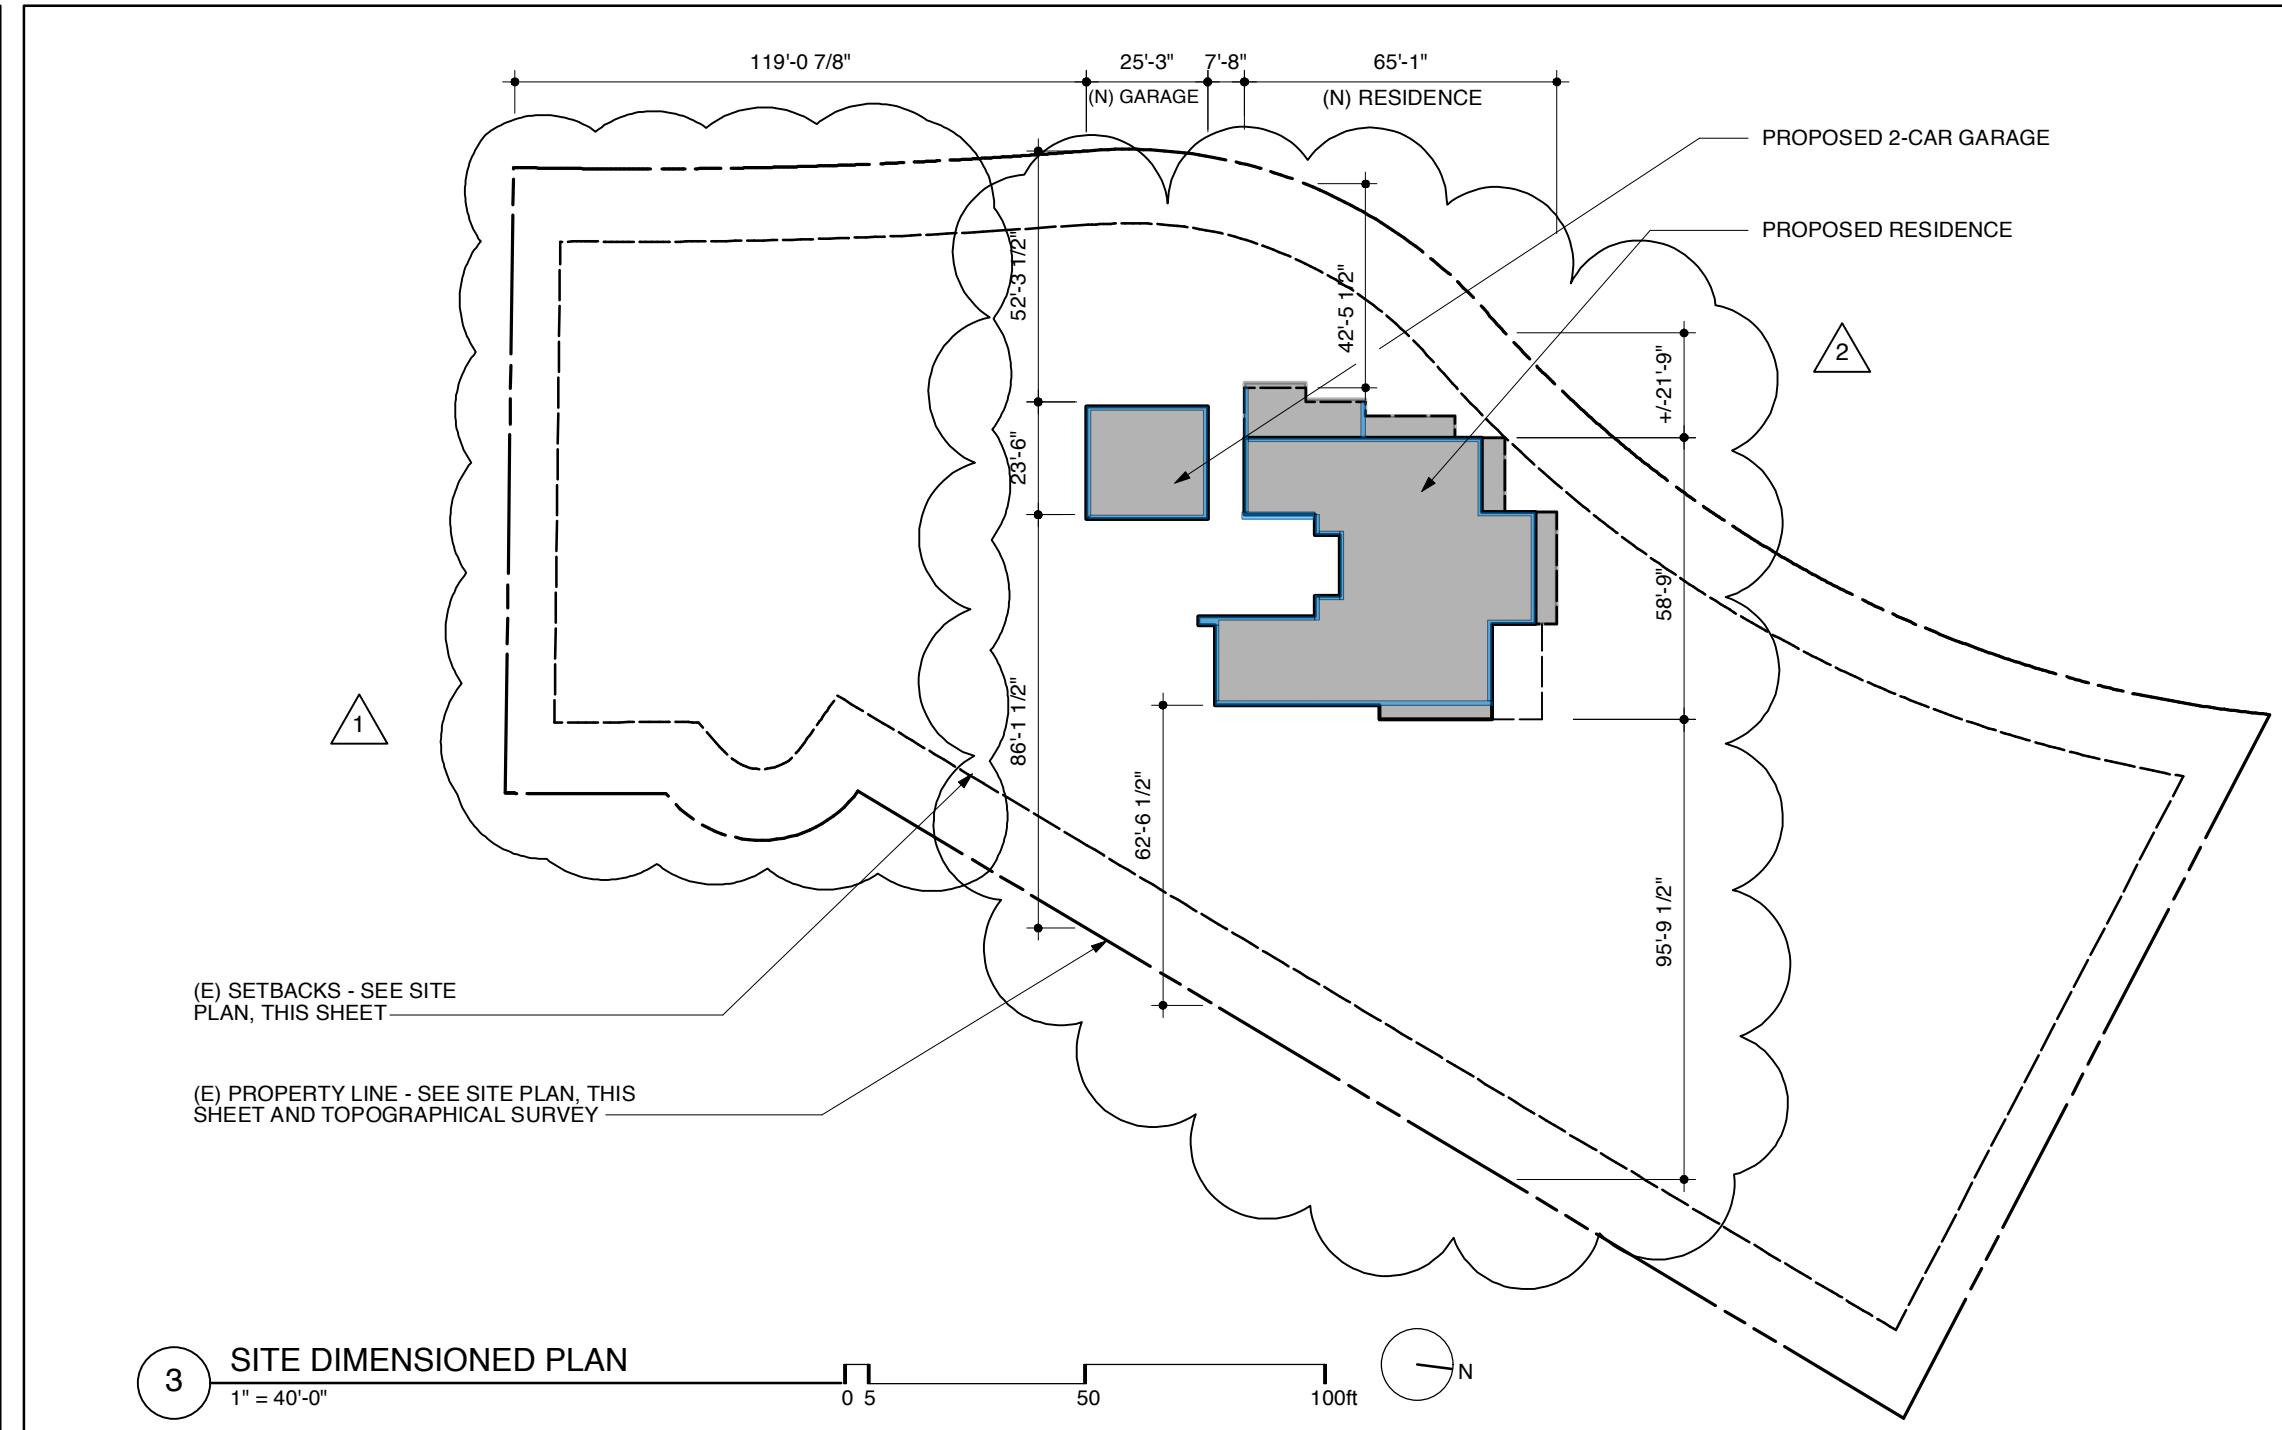 119'-0 7/8"
25'-3"
7'-8"
65'-1"
(N) GARAGE
(N) RESIDENCE
PROPOSED 2-CAR GARAGE
PROPOSED RESIDENCE
52'-3 1/2"
42'-5 1/2"
+/-21'-9"
2
23'-6"
58'-9"
1
86'-1 1/2"
62'-6 1/2"
95'-9 1/2"
(E) SETBACKS - SEE SITE
PLAN, THIS SHEET
(E) PROPERTY LINE - SEE SITE PLAN, THIS
SHEET AND TOPOGRAPHICAL SURVEY
3
SITE DIMENSIONED PLAN
1" = 40'-0"
0 5 50 100ft
N